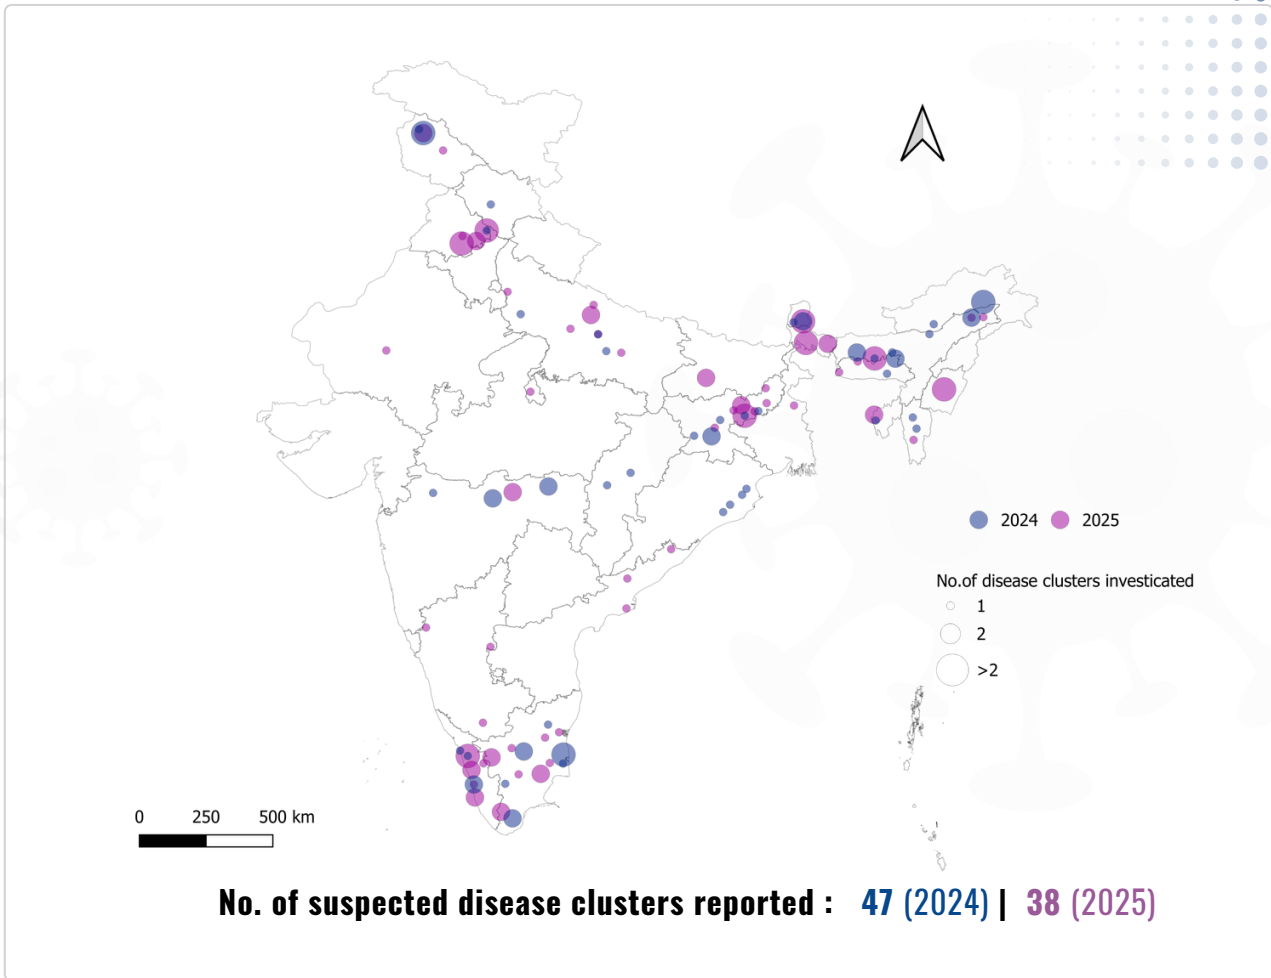 2024 2025
No.of disease clusters investicated
1
2
>2
0 250 500 km
No. of suspected disease clusters reported : 47 (2024) | 38 (2025)